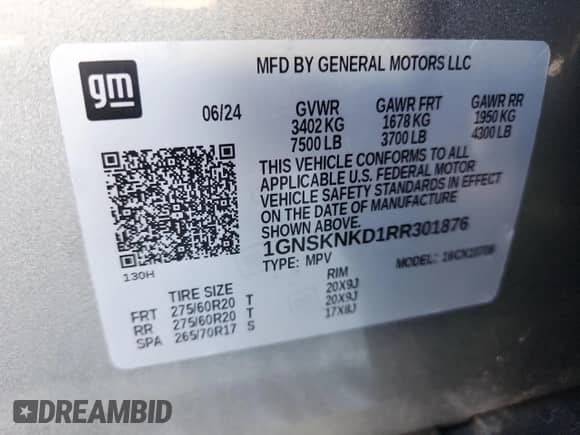 gm
MFD BY GENERAL MOTORS LLC
06/24 GVWR GAWR FRT GAWR RR
3402 KG 1678 KG 1950 KG
7500 LB 3700 LB 4300 LB
THIS VEHICLE CONFORMS TO ALL
APPLICABLE U.S. FEDERAL MOTOR
VEHICLE SAFETY STANDARDS IN EFFECT
ON THE DATE OF MANUFACTURE
SHOWN ABOVE.
1GNSKNKD1RR301876
TYPE: MPV MODEL:
130H
TIRE SIZE RIM
FRT 275/60R20 T 20X9J
RR 275/60R20 T 20X9J
SPA 265/70R17 S 17X8J
DREAMBID